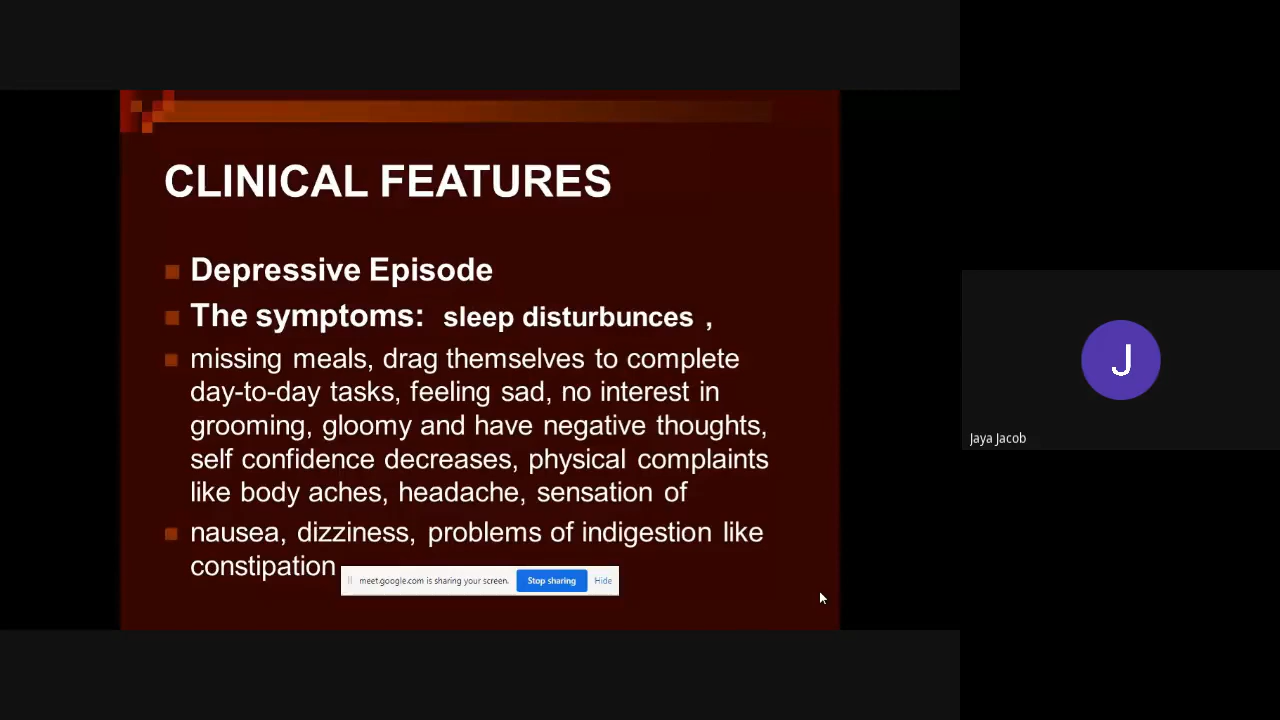 CLINICAL FEATURES
Depressive Episode
The symptoms: sleep disturbunces ,
missing meals, drag themselves to complete
day-to-day tasks, feeling sad, no interest in
grooming, gloomy and have negative thoughts,
self confidence decreases, physical complaints
like body aches, headache, sensation of
nausea, dizziness, problems of indigestion like
constipation
meet.google.com is sharing your screen. Stop sharing Hide
J
Jaya Jacob